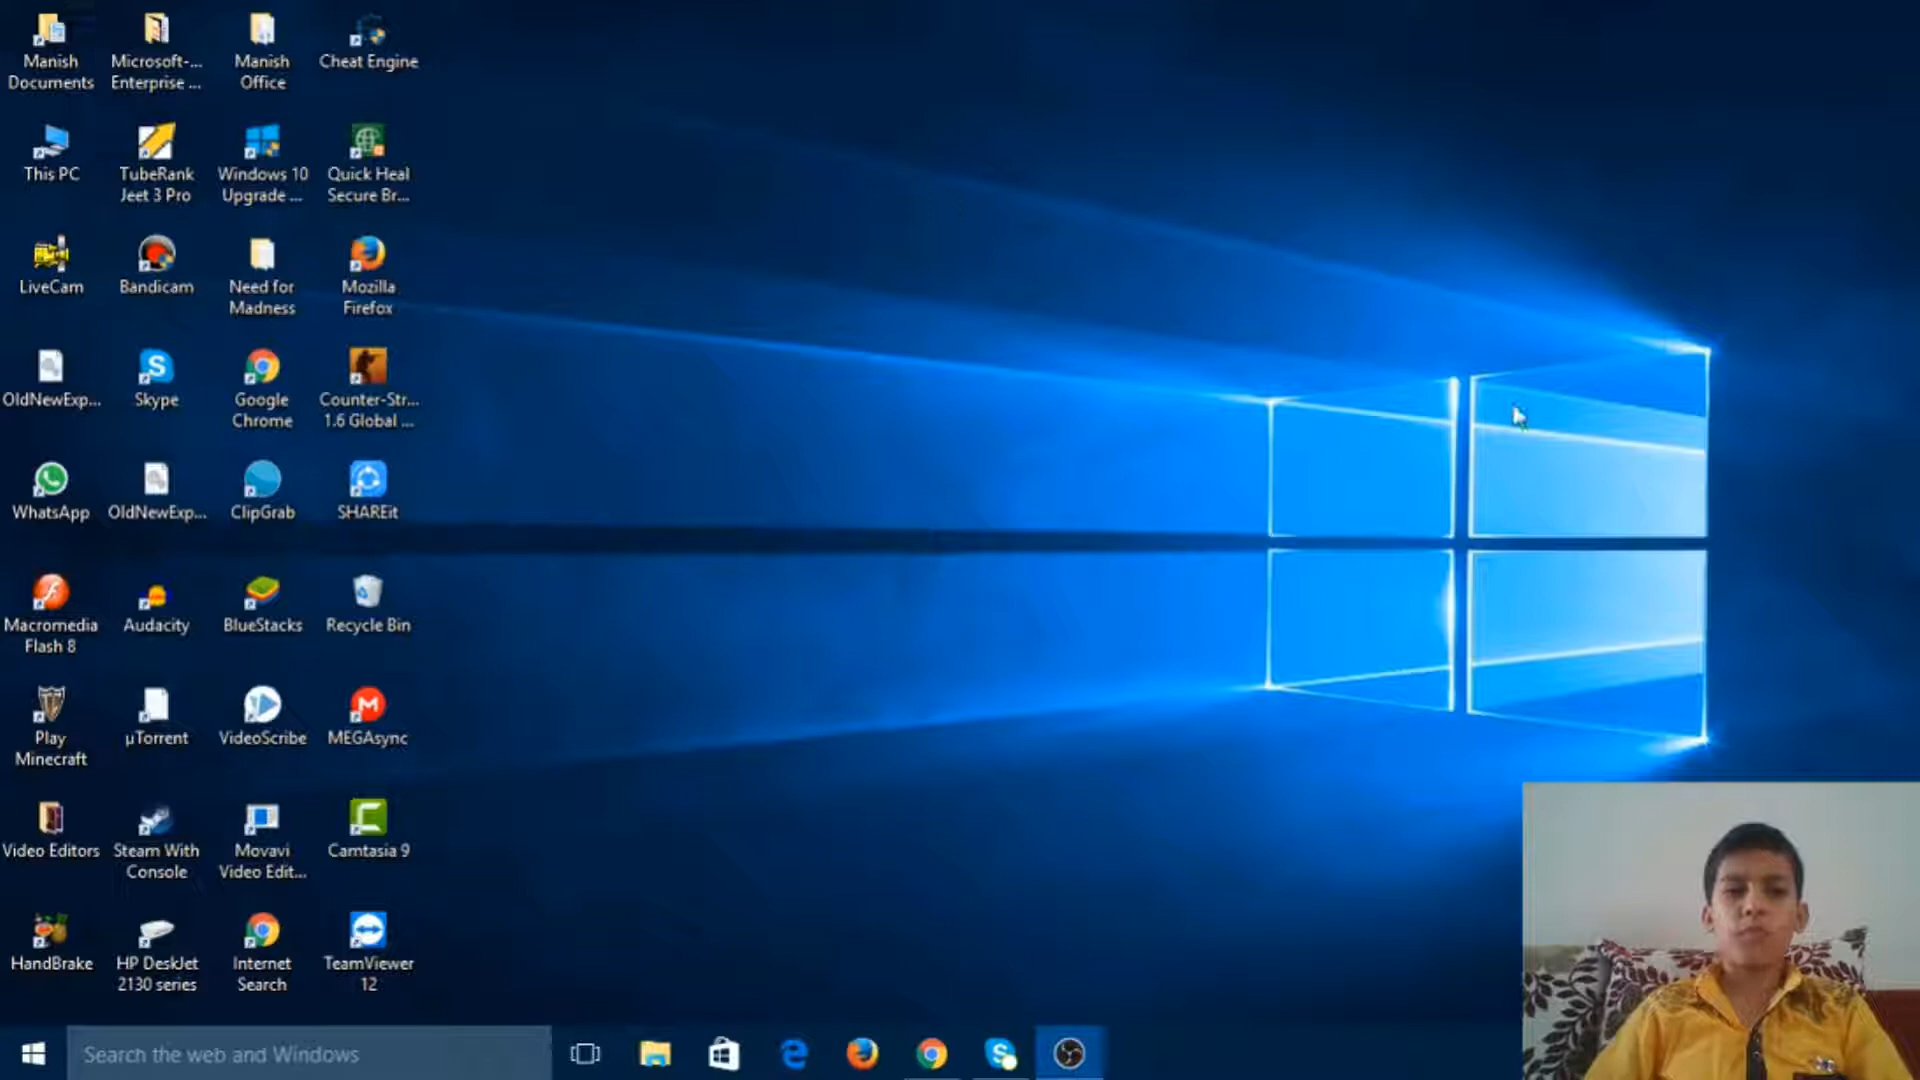 Manish
Documents
Microsoft-...
Enterprise ...
Manish
Office
Cheat Engine
This PC
TubeRank
Jeet 3 Pro
Windows 10
Upgrade ...
Quick Heal
Secure Br...
LiveCam
Bandicam
Need for
Madness
Mozilla
Firefox
OldNewExp...
Skype
Google
Chrome
Counter-Str...
1.6 Global ...
WhatsApp
OldNewExp...
ClipGrab
SHAREit
Macromedia
Flash 8
Audacity
BlueStacks
Recycle Bin
Play
Minecraft
µTorrent
VideoScribe
MEGAsync
Video Editors
Steam With
Console
Movavi
Video Edit...
Camtasia 9
HandBrake
HP DeskJet
2130 series
Internet
Search
TeamViewer
12
Search the web and Windows